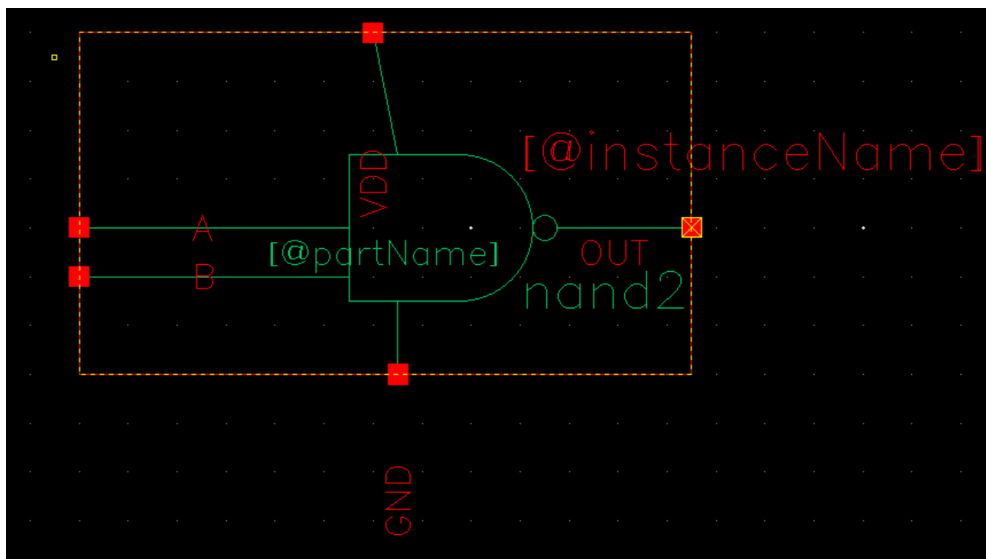 [@instanceName]
VDD
A
[@partName]
OUT
B
nand2
GND